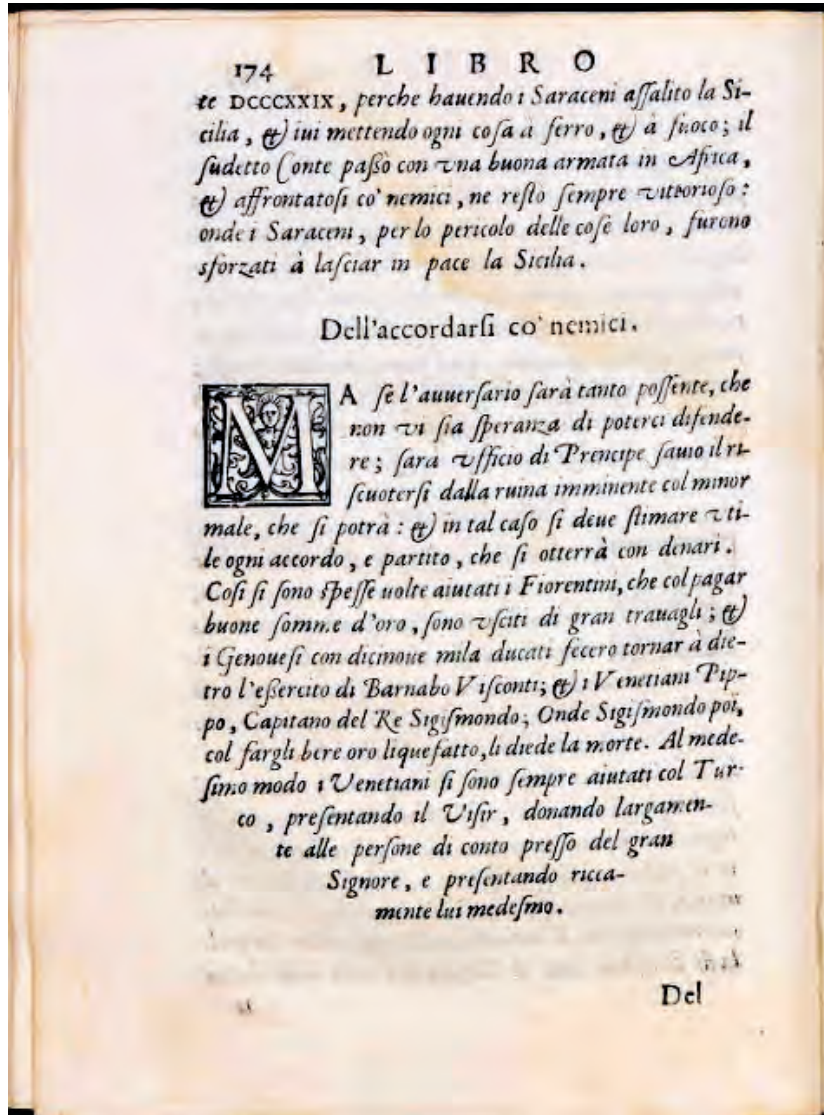 174 LIBRO
te DCCCXXIX, perche hauendo i Saraceni aſſalito la Si-
cilia, & iui mettendo ogni coſa à ferro, & à fuoco; il
ſudetto Conte paßò con vna buona armata in Africa,
& affrontatoſi co' nemici, ne reſtò ſempre vittorioſo:
onde i Saraceni, per lo pericolo delle coſe loro, furono
sforzati à laſciar in pace la Sicilia.
Dell'accordarſi co' nemici.
MA ſe l'auuerſario ſarà tanto poſſente, che
non vi ſia ſperanza di poterci difende-
re; ſara vfficio di Prencipe ſauio il ri-
ſcuoterſi dalla ruina imminente col minor
male, che ſi potrà: & in tal caſo ſi deue ſtimare vti-
le ogni accordo, e partito, che ſi otterrà con denari.
Coſi ſi ſono ſpeſſe uolte aiutati i Fiorentini, che col pagar
buone ſomme d'oro, ſono vſciti di gran trauagli; &
i Genoueſi con dicinoue mila ducati fecero tornar à die-
tro l'eßercito di Barnabo Viſconti; & i Venetiani Pip-
po, Capitano del Re Sigiſmondo; Onde Sigiſmondo poi,
col fargli bere oro liquefatto, li diede la morte. Al mede-
ſimo modo i Venetiani ſi ſono ſempre aiutati col Tur-
co, preſentando il Viſir, donando largamen-
te alle perſone di conto preſſo del gran
Signore, e preſentando ricca-
mente lui medeſmo.
Del